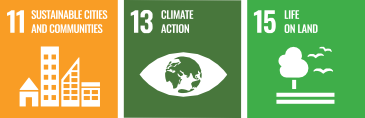 11 SUSTAINABLE CITIES
AND COMMUNITIES
13 CLIMATE
ACTION
15 LIFE
ON LAND